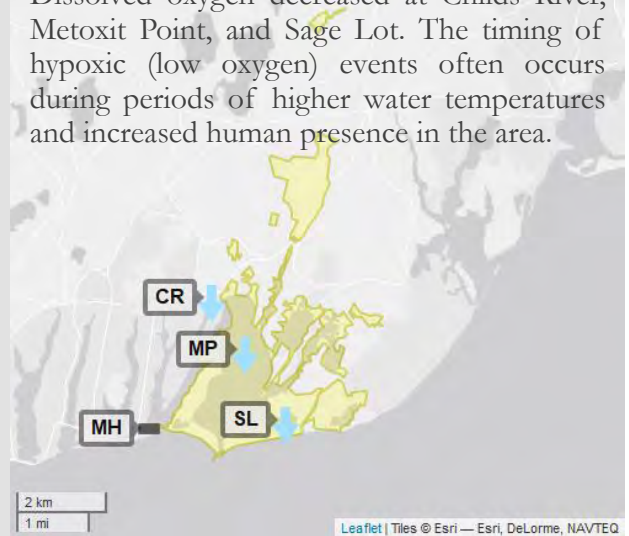 Dissolved oxygen decreased at Childs River,
Metoxit Point, and Sage Lot. The timing of
hypoxic (low oxygen) events often occurs
during periods of higher water temperatures
and increased human presence in the area.
CR
MP
MH
SL
2 km
1 mi
Leaflet | Tiles © Esri — Esri, DeLorme, NAVTEQ